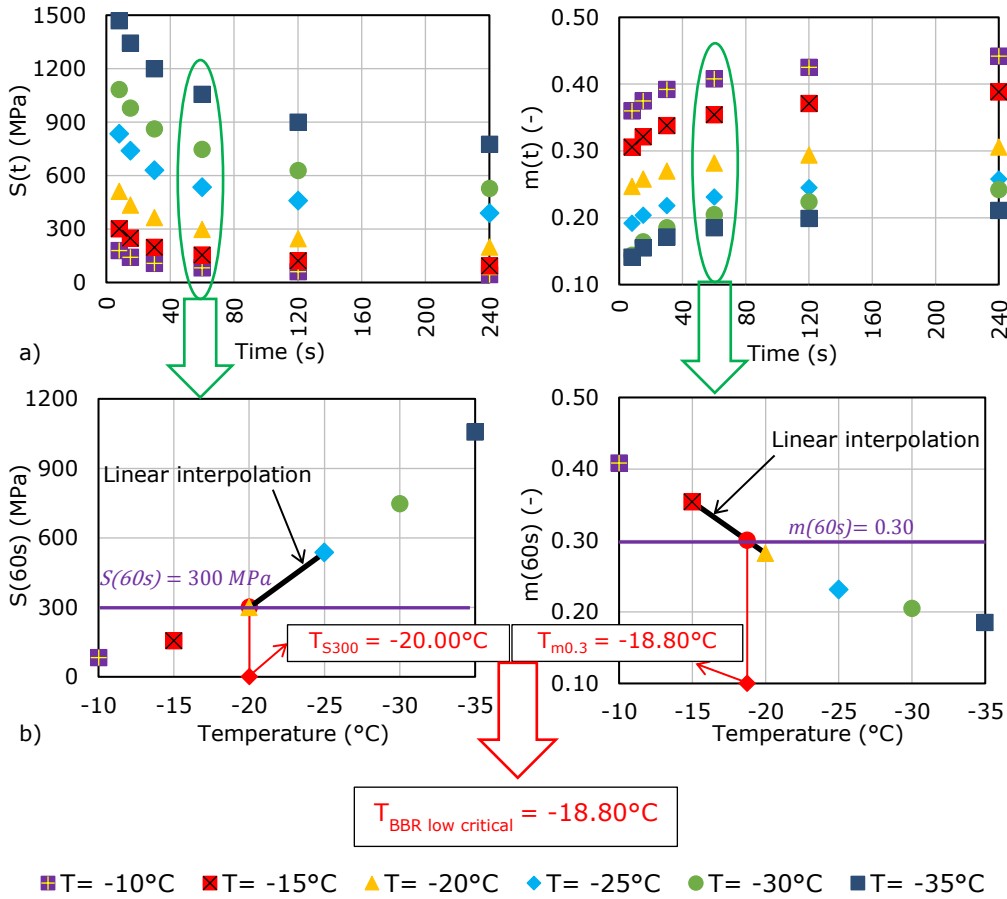 1500
1200
900
600
300
0
S(t) (MPa)
0
40
80
120
160
200
240
Time (s)
a)
0.50
0.40
0.30
0.20
0.10
m(t) (-)
0
40
80
120
160
200
240
Time (s)
1200
900
600
300
0
S(60s) (MPa)
Linear interpolation
S(60s) = 300 MPa
T_S300 = -20.00°C
-10
-15
-20
-25
-30
-35
Temperature (°C)
b)
0.50
0.40
0.30
0.20
0.10
m(60s) (-)
Linear interpolation
m(60s)= 0.30
T_m0.3 = -18.80°C
-10
-15
-20
-25
-30
-35
Temperature (°C)
T_BBR low critical = -18.80°C
T= -10°C
T= -15°C
T= -20°C
T= -25°C
T= -30°C
T= -35°C